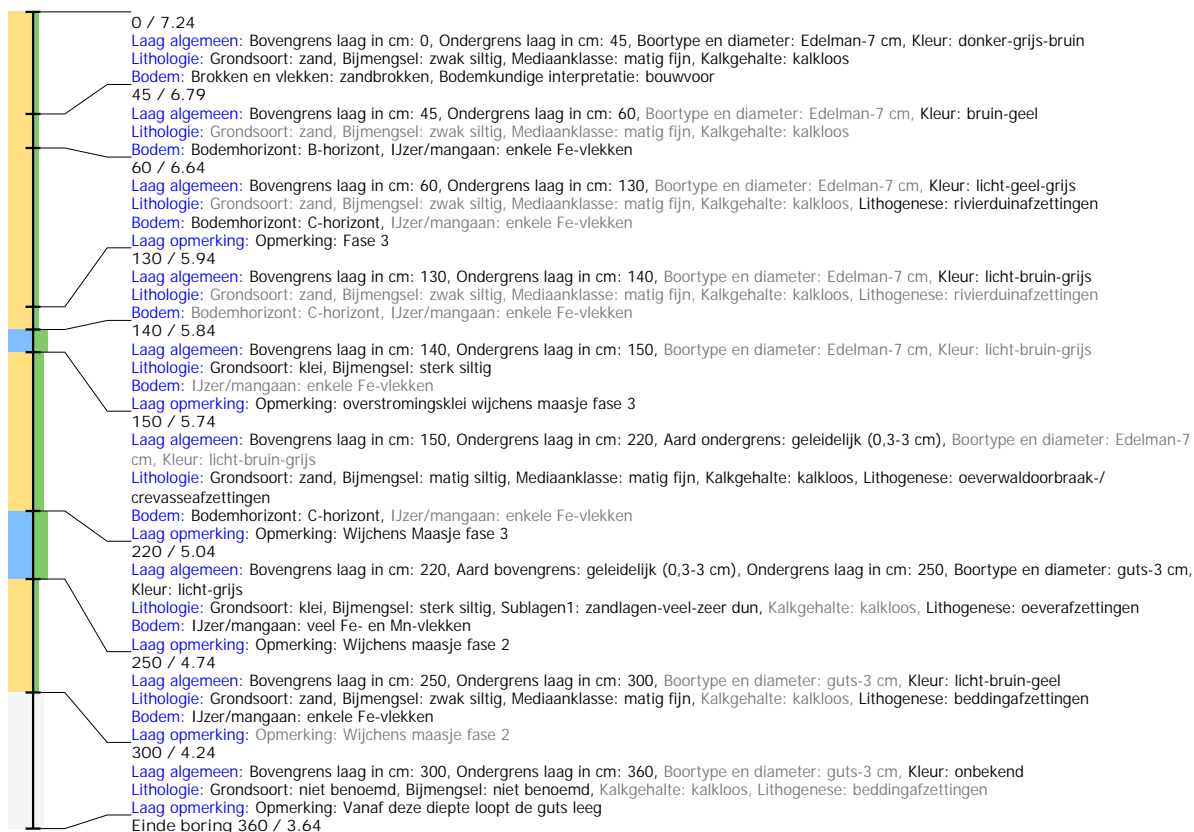 0 / 7.24
Laag algemeen: Bovengrens laag in cm: 0, Ondergrens laag in cm: 45, Boortype en diameter: Edelman-7 cm, Kleur: donker-grijs-bruin
Lithologie: Grondsoort: zand, Bijmengsel: zwak siltig, Mediaanklasse: matig fijn, Kalkgehalte: kalkloos
Bodem: Brokken en vlekken: zandbrokken, Bodemkundige interpretatie: bouwvoor
45 / 6.79
Laag algemeen: Bovengrens laag in cm: 45, Ondergrens laag in cm: 60, Boortype en diameter: Edelman-7 cm, Kleur: bruin-geel
Lithologie: Grondsoort: zand, Bijmengsel: zwak siltig, Mediaanklasse: matig fijn, Kalkgehalte: kalkloos
Bodem: Bodemhorizont: B-horizont, IJzer/mangaan: enkele Fe-vlekken
60 / 6.64
Laag algemeen: Bovengrens laag in cm: 60, Ondergrens laag in cm: 130, Boortype en diameter: Edelman-7 cm, Kleur: licht-geel-grijs
Lithologie: Grondsoort: zand, Bijmengsel: zwak siltig, Mediaanklasse: matig fijn, Kalkgehalte: kalkloos, Lithogenese: rivierduinafzettingen
Bodem: Bodemhorizont: C-horizont, IJzer/mangaan: enkele Fe-vlekken
Laag opmerking: Opmerking: Fase 3
130 / 5.94
Laag algemeen: Bovengrens laag in cm: 130, Ondergrens laag in cm: 140, Boortype en diameter: Edelman-7 cm, Kleur: licht-bruin-grijs
Lithologie: Grondsoort: zand, Bijmengsel: zwak siltig, Mediaanklasse: matig fijn, Kalkgehalte: kalkloos, Lithogenese: rivierduinafzettingen
Bodem: Bodemhorizont: C-horizont, IJzer/mangaan: enkele Fe-vlekken
140 / 5.84
Laag algemeen: Bovengrens laag in cm: 140, Ondergrens laag in cm: 150, Boortype en diameter: Edelman-7 cm, Kleur: licht-bruin-grijs
Lithologie: Grondsoort: klei, Bijmengsel: sterk siltig
Bodem: IJzer/mangaan: enkele Fe-vlekken
Laag opmerking: Opmerking: overstromingsklei wijchens maasje fase 3
150 / 5.74
Laag algemeen: Bovengrens laag in cm: 150, Ondergrens laag in cm: 220, Aard ondergrens: geleidelijk (0,3-3 cm), Boortype en diameter: Edelman-7
cm, Kleur: licht-bruin-grijs
Lithologie: Grondsoort: zand, Bijmengsel: matig siltig, Mediaanklasse: matig fijn, Kalkgehalte: kalkloos, Lithogenese: oeverwaldoorbraak-/
crevasseafzettingen
Bodem: Bodemhorizont: C-horizont, IJzer/mangaan: enkele Fe-vlekken
Laag opmerking: Opmerking: Wijchens Maasje fase 3
220 / 5.04
Laag algemeen: Bovengrens laag in cm: 220, Aard bovengrens: geleidelijk (0,3-3 cm), Ondergrens laag in cm: 250, Boortype en diameter: guts-3 cm,
Kleur: licht-grijs
Lithologie: Grondsoort: klei, Bijmengsel: sterk siltig, Sublagen1: zandlagen-veel-zeer dun, Kalkgehalte: kalkloos, Lithogenese: oeverafzettingen
Bodem: IJzer/mangaan: veel Fe- en Mn-vlekken
Laag opmerking: Opmerking: Wijchens maasje fase 2
250 / 4.74
Laag algemeen: Bovengrens laag in cm: 250, Ondergrens laag in cm: 300, Boortype en diameter: guts-3 cm, Kleur: licht-bruin-geel
Lithologie: Grondsoort: zand, Bijmengsel: zwak siltig, Mediaanklasse: matig fijn, Kalkgehalte: kalkloos, Lithogenese: beddingafzettingen
Bodem: IJzer/mangaan: enkele Fe-vlekken
Laag opmerking: Opmerking: Wijchens maasje fase 2
300 / 4.24
Laag algemeen: Bovengrens laag in cm: 300, Ondergrens laag in cm: 360, Boortype en diameter: guts-3 cm, Kleur: onbekend
Lithologie: Grondsoort: niet benoemd, Bijmengsel: niet benoemd, Kalkgehalte: kalkloos, Lithogenese: beddingafzettingen
Laag opmerking: Opmerking: Vanaf deze diepte loopt de guts leeg
Einde boring 360 / 3.64